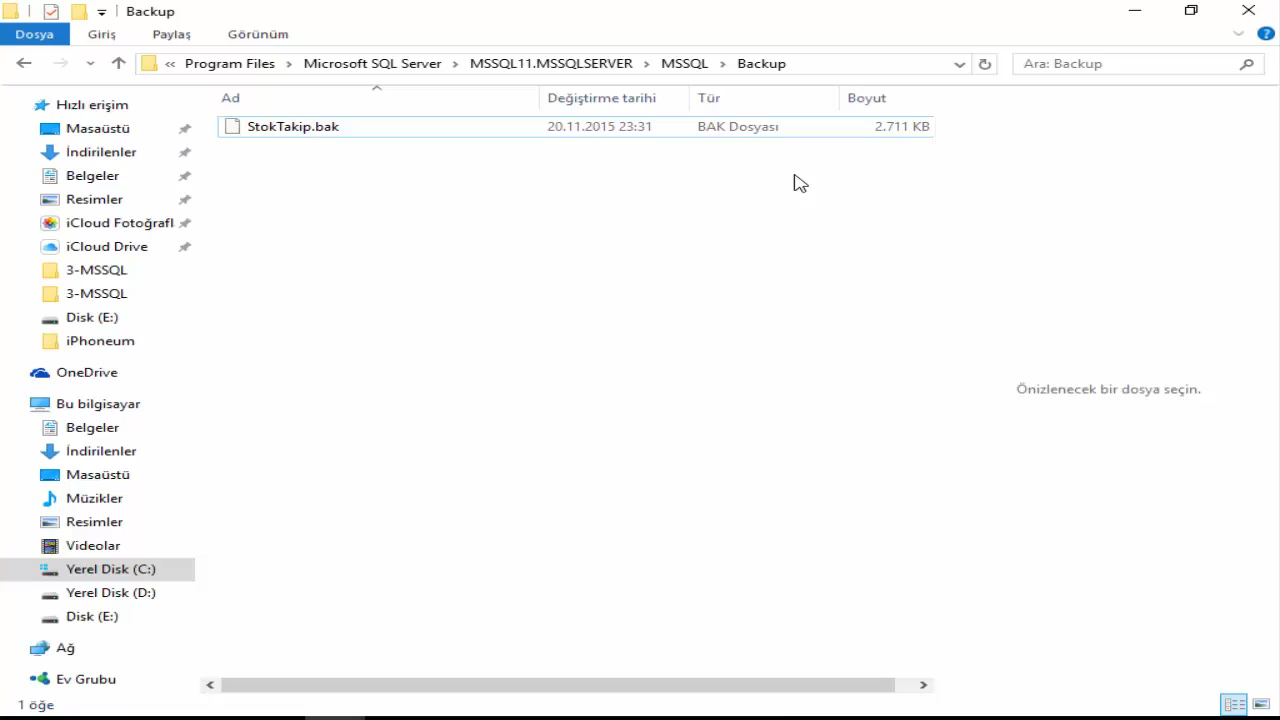 Backup
Dosya Giriş Paylaş Görünüm
« Program Files › Microsoft SQL Server › MSSQL11.MSSQLSERVER › MSSQL › Backup
Ara: Backup
Ad Değiştirme tarihi Tür Boyut
StokTakip.bak 20.11.2015 23:31 BAK Dosyası 2.711 KB
Hızlı erişim
Masaüstü
İndirilenler
Belgeler
Resimler
iCloud Fotoğrafl
iCloud Drive
3-MSSQL
3-MSSQL
Disk (E:)
iPhoneum
OneDrive
Bu bilgisayar
Belgeler
İndirilenler
Masaüstü
Müzikler
Resimler
Videolar
Yerel Disk (C:)
Yerel Disk (D:)
Disk (E:)
Ağ
Ev Grubu
Önizlenecek bir dosya seçin.
1 öğe